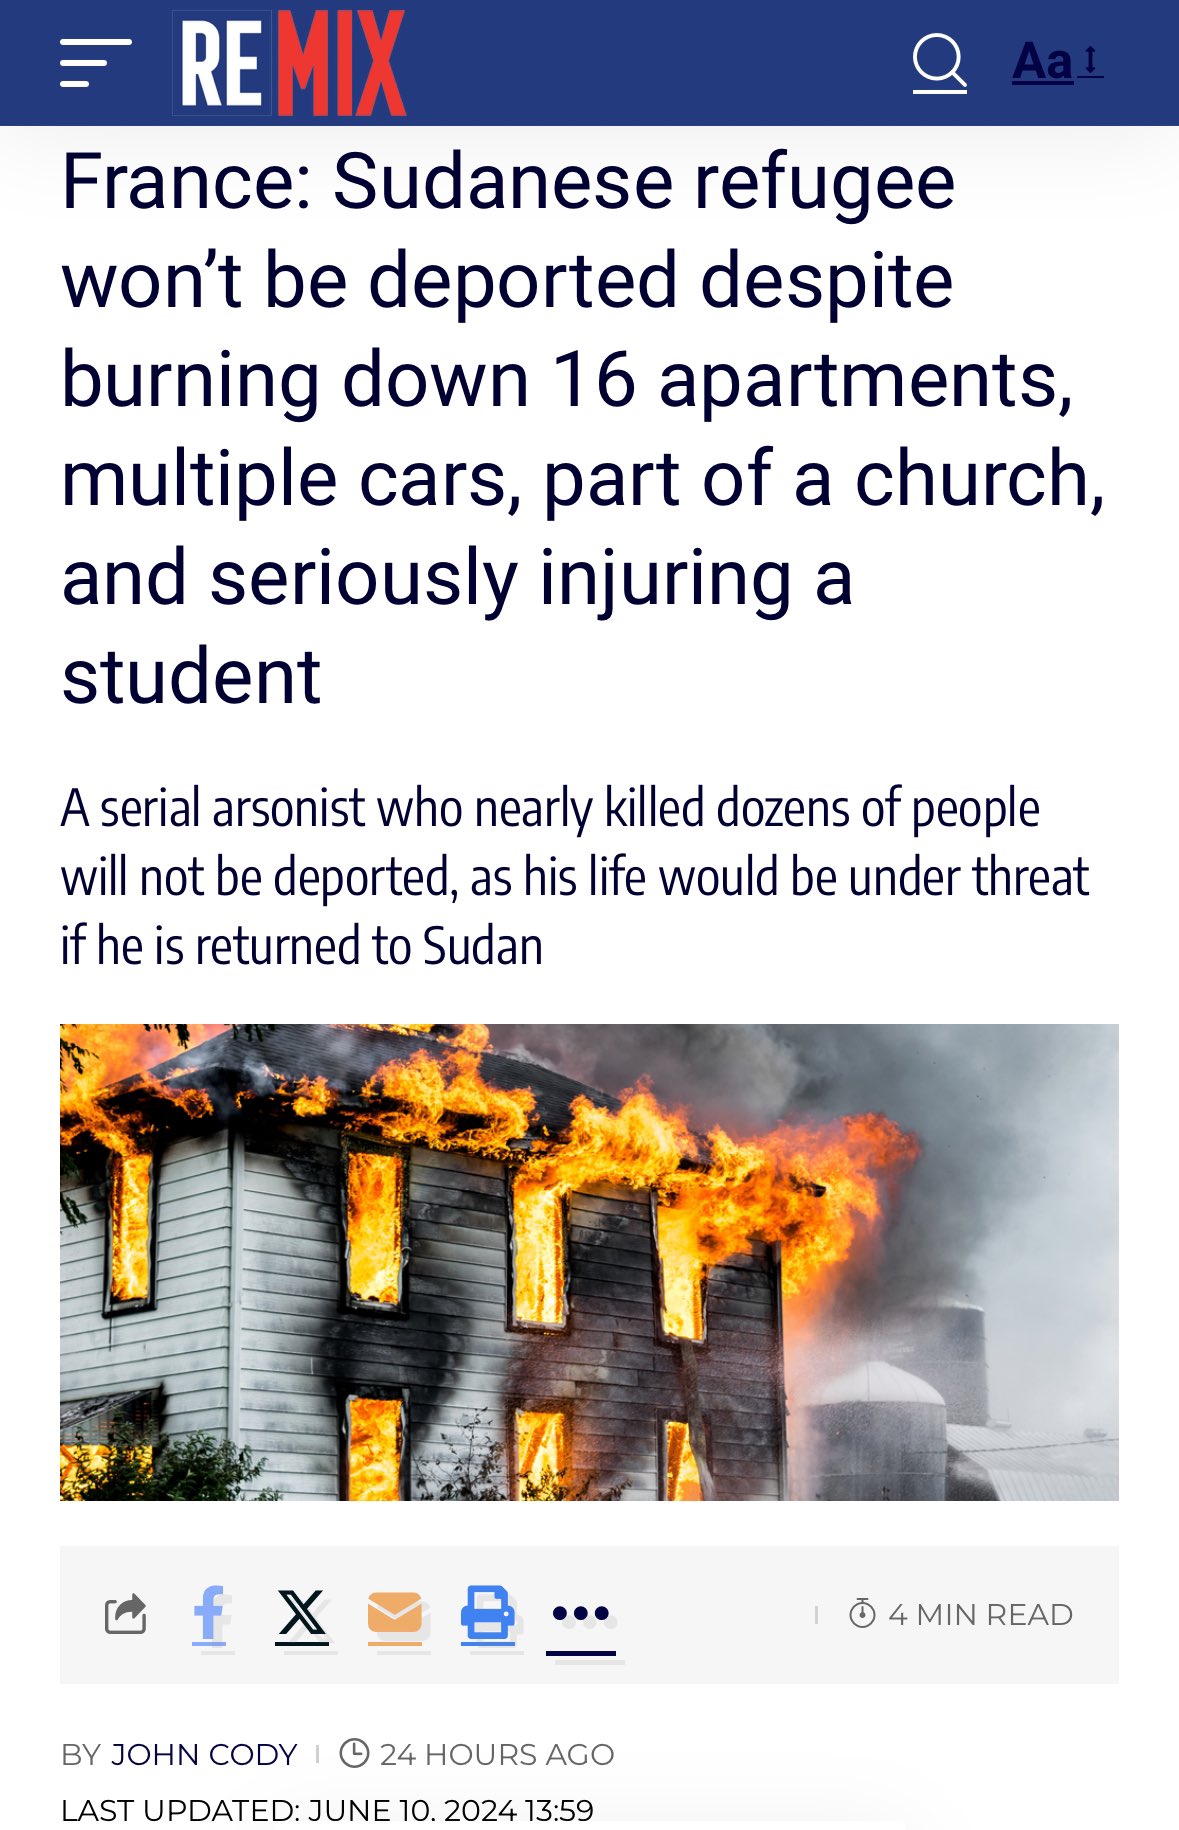 REMIX
Aa
France: Sudanese refugee
won’t be deported despite
burning down 16 apartments,
multiple cars, part of a church,
and seriously injuring a
student
A serial arsonist who nearly killed dozens of people
will not be deported, as his life would be under threat
if he is returned to Sudan
4 MIN READ
BY JOHN CODY
24 HOURS AGO
LAST UPDATED: JUNE 10. 2024 13:59